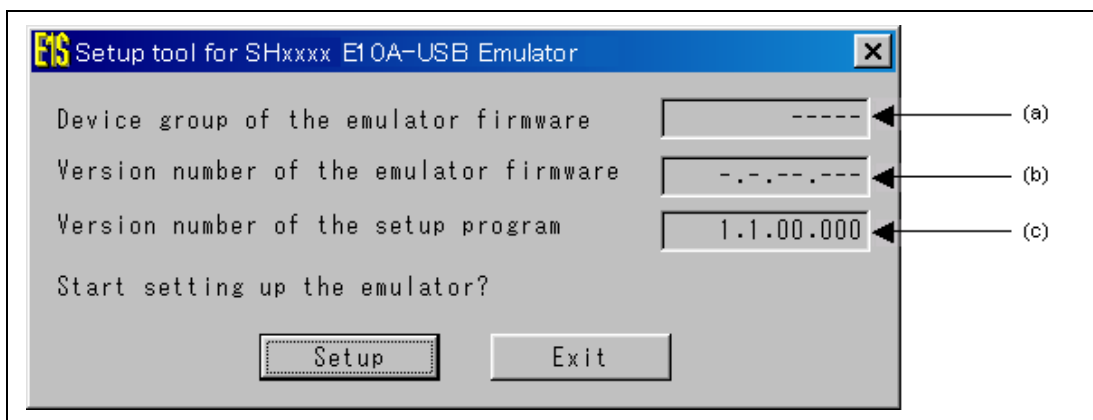 E1S Setup tool for SHxxxx E10A-USB Emulator
Device group of the emulator firmware ----- (a)
Version number of the emulator firmware -.-.--.--- (b)
Version number of the setup program 1.1.00.000 (c)
Start setting up the emulator?
Setup Exit